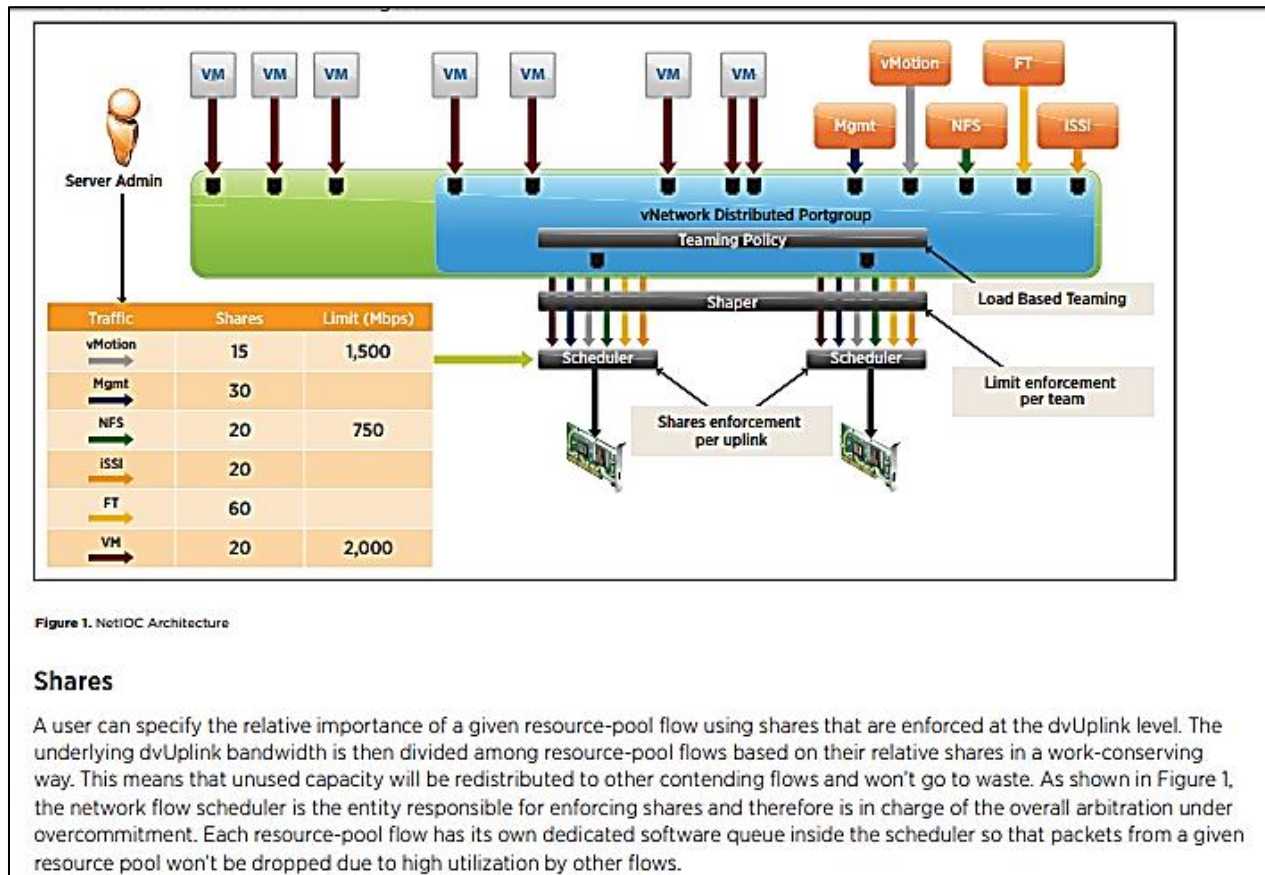 VM VM VM VM VM VM VM vMotion FT
Mgmt NFS iSSI
Server Admin
vNetwork Distributed Portgroup
Teaming Policy
Load Based Teaming
Shaper
Traffic Shares Limit (Mbps)
vMotion 15 1,500
Mgmt 30
NFS 20 750
iSSI 20
FT 60
VM 20 2,000
Scheduler Scheduler
Limit enforcement
per team
Shares enforcement
per uplink
Figure 1. NetIOC Architecture
Shares
A user can specify the relative importance of a given resource-pool flow using shares that are enforced at the dvUplink level. The
underlying dvUplink bandwidth is then divided among resource-pool flows based on their relative shares in a work-conserving
way. This means that unused capacity will be redistributed to other contending flows and won't go to waste. As shown in Figure 1,
the network flow scheduler is the entity responsible for enforcing shares and therefore is in charge of the overall arbitration under
overcommitment. Each resource-pool flow has its own dedicated software queue inside the scheduler so that packets from a given
resource pool won't be dropped due to high utilization by other flows.